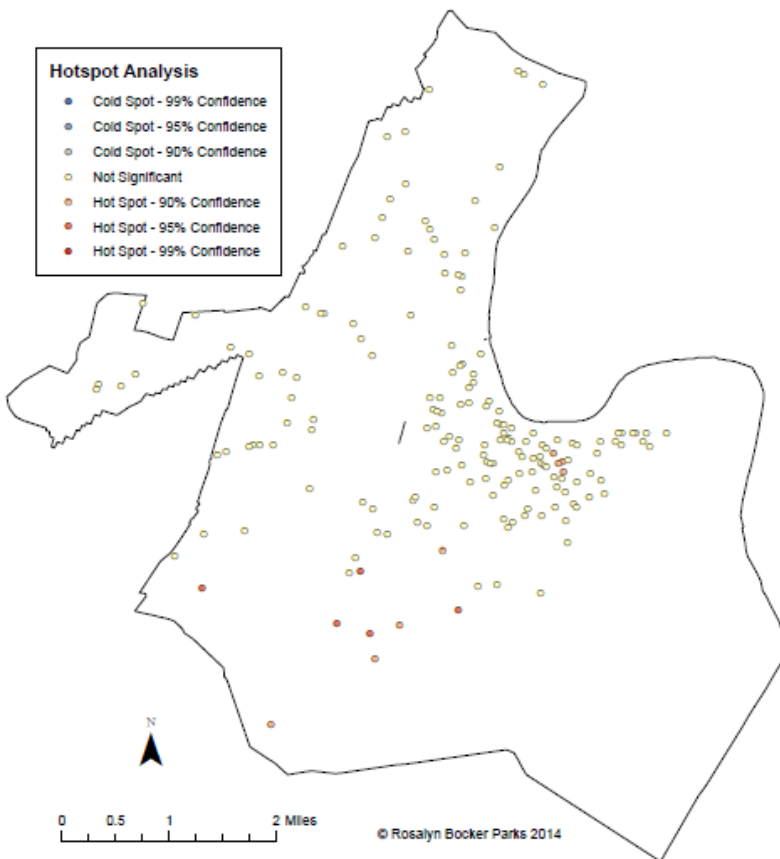 Hotspot Analysis
Cold Spot - 99% Confidence
Cold Spot - 95% Confidence
Cold Spot - 90% Confidence
Not Significant
Hot Spot - 90% Confidence
Hot Spot - 95% Confidence
Hot Spot - 99% Confidence
N
0 0.5 1 2 Miles
© Rosalyn Bocker Parks 2014